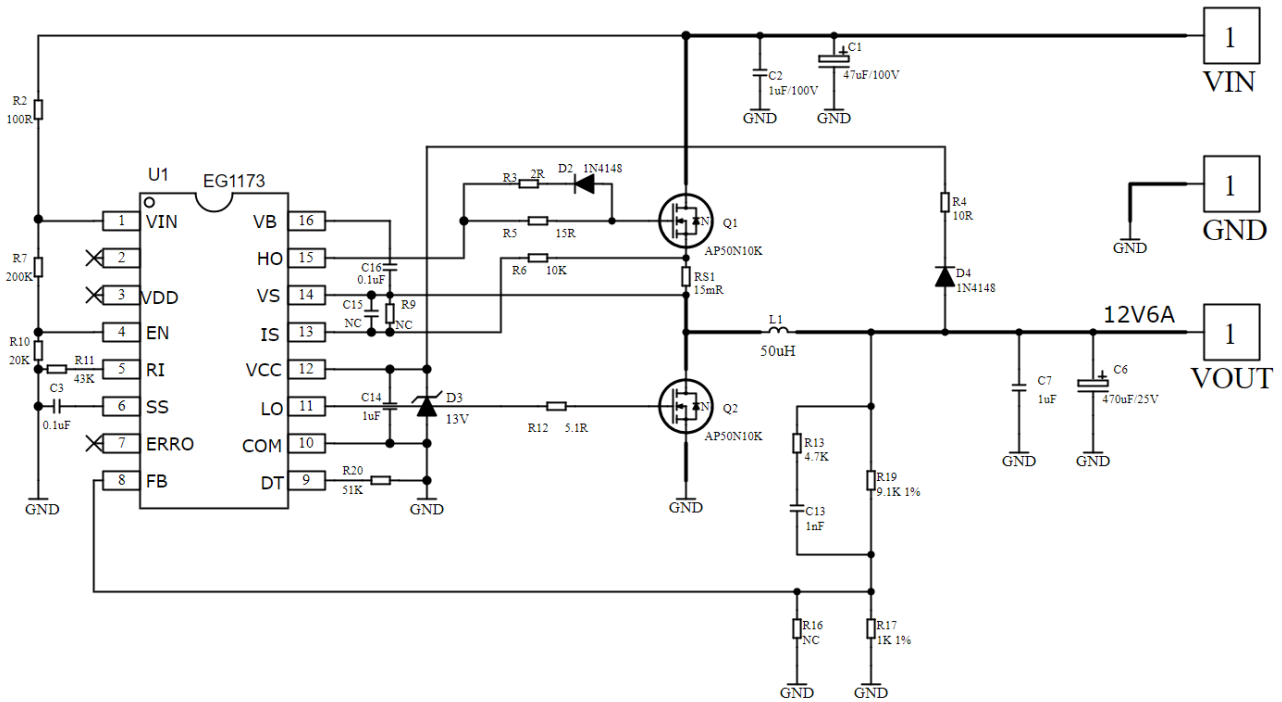 1
VIN
C1
47uF/100V
C2
1uF/100V
GND
GND
R2
100R
U1
EG1173
D2
1N4148
R3
2R
R5
15R
Q1
AP50N10K
R4
10R
1
GND
GND
1
VIN
VB
16
2
HO
15
R7
200K
C16
0.1uF
R6
10K
RS1
15mR
D4
1N4148
3
VDD
VS
14
C15
NC
R9
NC
4
EN
IS
13
L1
50uH
12V6A
1
VOUT
R10
20K
R11
43K
5
RI
VCC
12
C3
0.1uF
6
SS
LO
11
C14
1uF
D3
13V
R12
5.1R
Q2
AP50N10K
C7
1uF
C6
470uF/25V
7
ERRO
COM
10
R13
4.7K
8
FB
DT
9
R20
51K
R19
9.1K 1%
C13
1nF
GND
GND
GND
GND
GND
R16
NC
R17
1K 1%
GND
GND
N
N